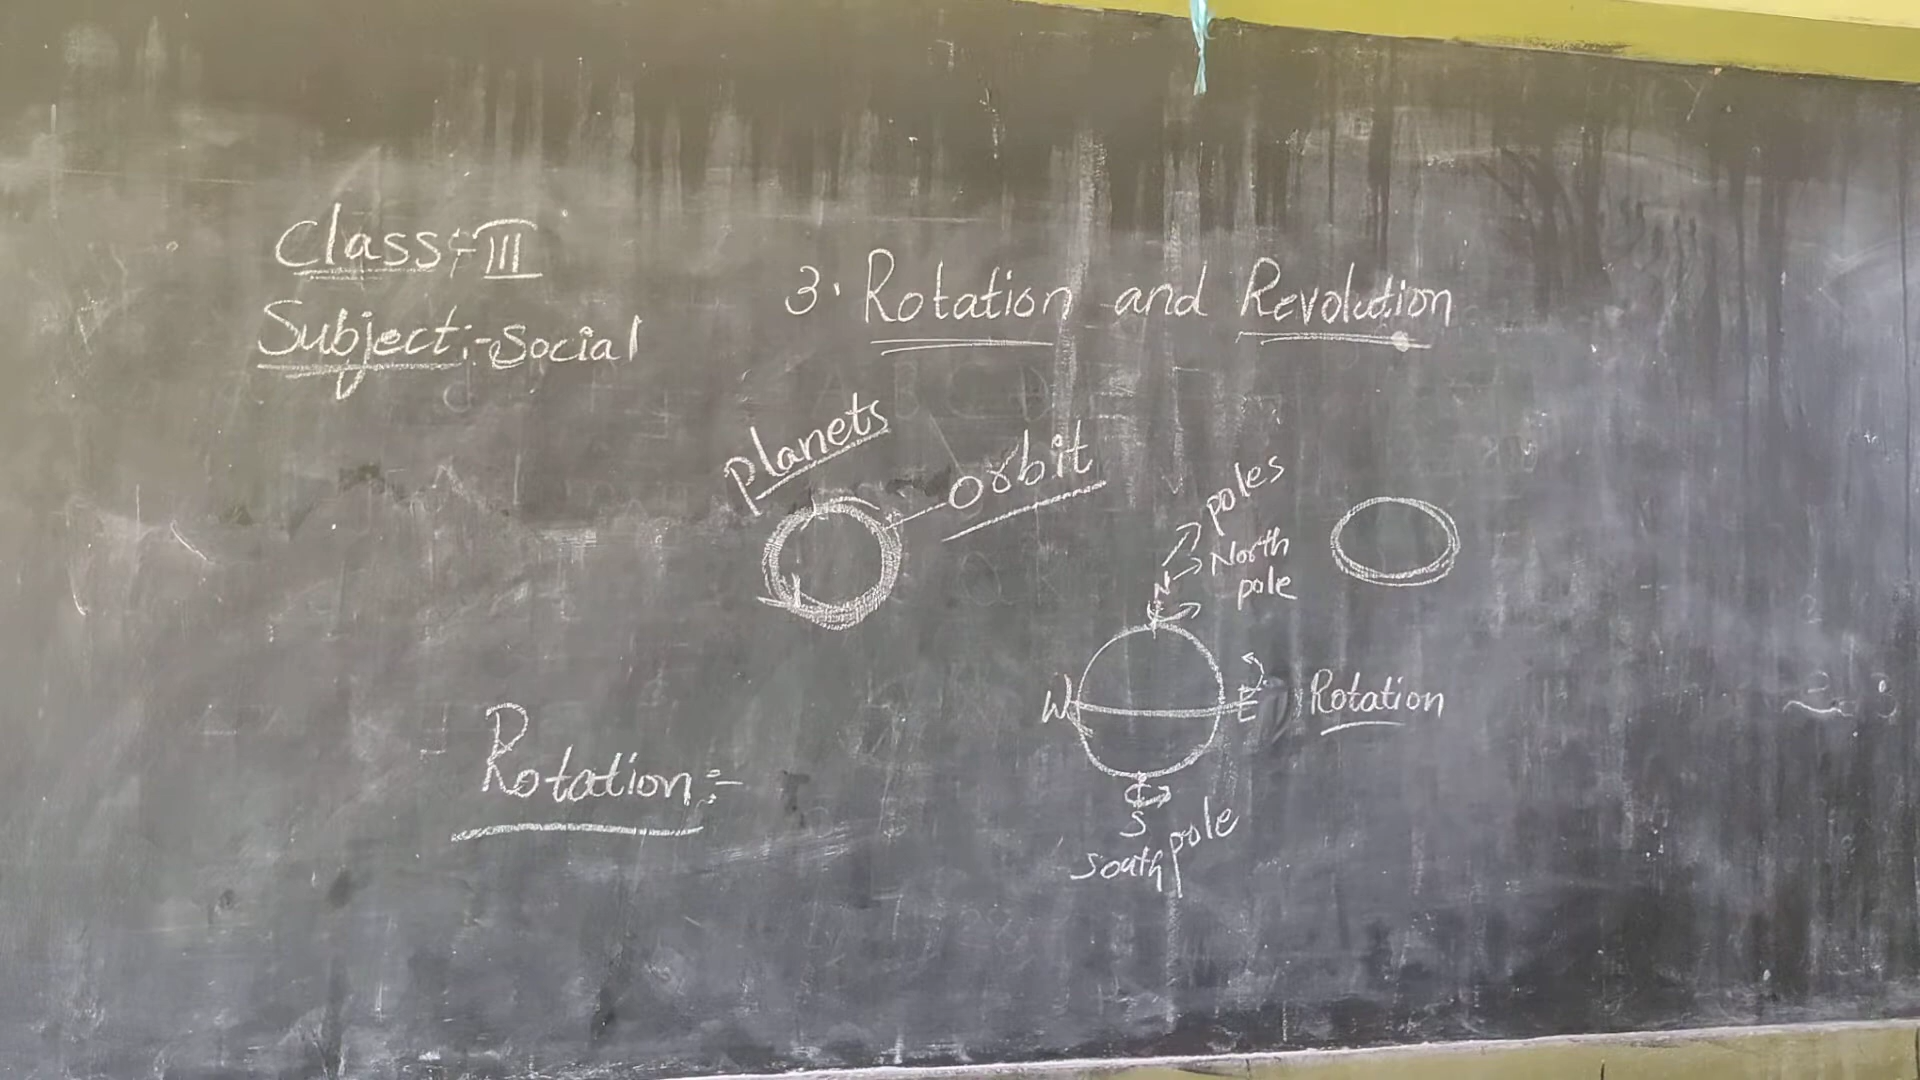 Class:-III
Subject:-Social
3. Rotation and Revolution
planets
orbit
poles
N
North
pole
W
E
Rotation
Rotation:-
S
South pole